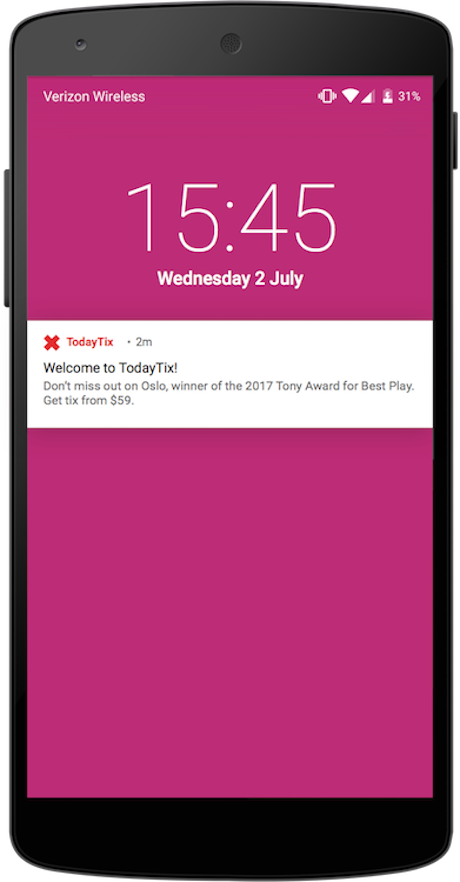 Verizon Wireless 31%
15:45
Wednesday 2 July
TodayTix • 2m
Welcome to TodayTix!
Don't miss out on Oslo, winner of the 2017 Tony Award for Best Play.
Get tix from $59.